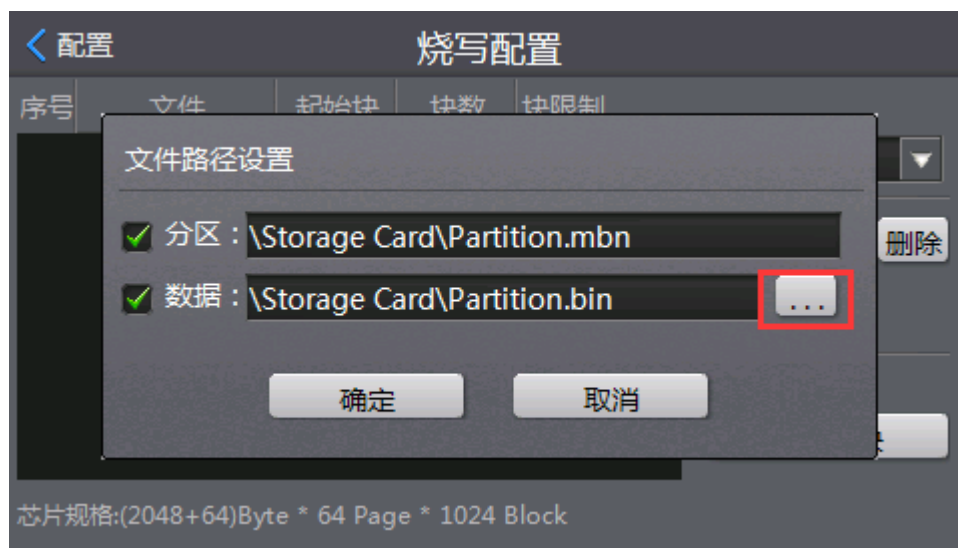 配置
烧写配置
序号 文件 起始块 块数 块限制
文件路径设置
分区：\Storage Card\Partition.mbn
删除
数据：\Storage Card\Partition.bin ...
确定 取消
芯片规格:(2048+64)Byte * 64 Page * 1024 Block